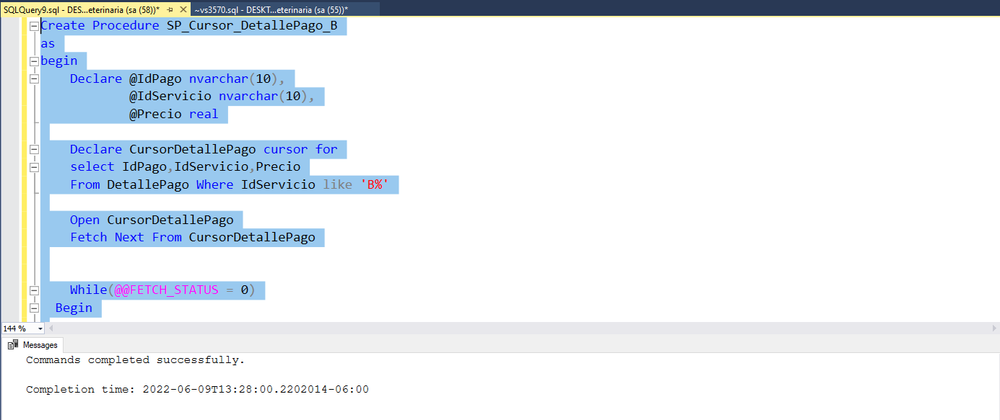 SQLQuery9.sql - DES...eterinaria (sa (58))*
~vs3570.sql - DESKT...eterinaria (sa (55))*
Create Procedure SP_Cursor_DetallePago_B
as
begin
Declare @IdPago nvarchar(10),
@IdServicio nvarchar(10),
@Precio real
Declare CursorDetallePago cursor for
select IdPago,IdServicio,Precio
From DetallePago Where IdServicio like 'B%'
Open CursorDetallePago
Fetch Next From CursorDetallePago
While(@@FETCH_STATUS = 0)
Begin
144 %
Messages
Commands completed successfully.
Completion time: 2022-06-09T13:28:00.2202014-06:00